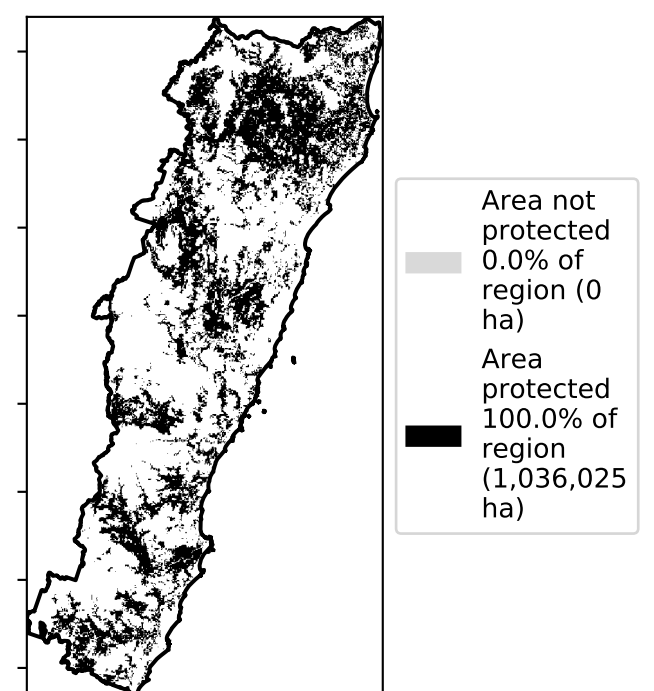 Area not
protected
0.0% of
region (0
ha)
Area
protected
100.0% of
region
(1,036,025
ha)